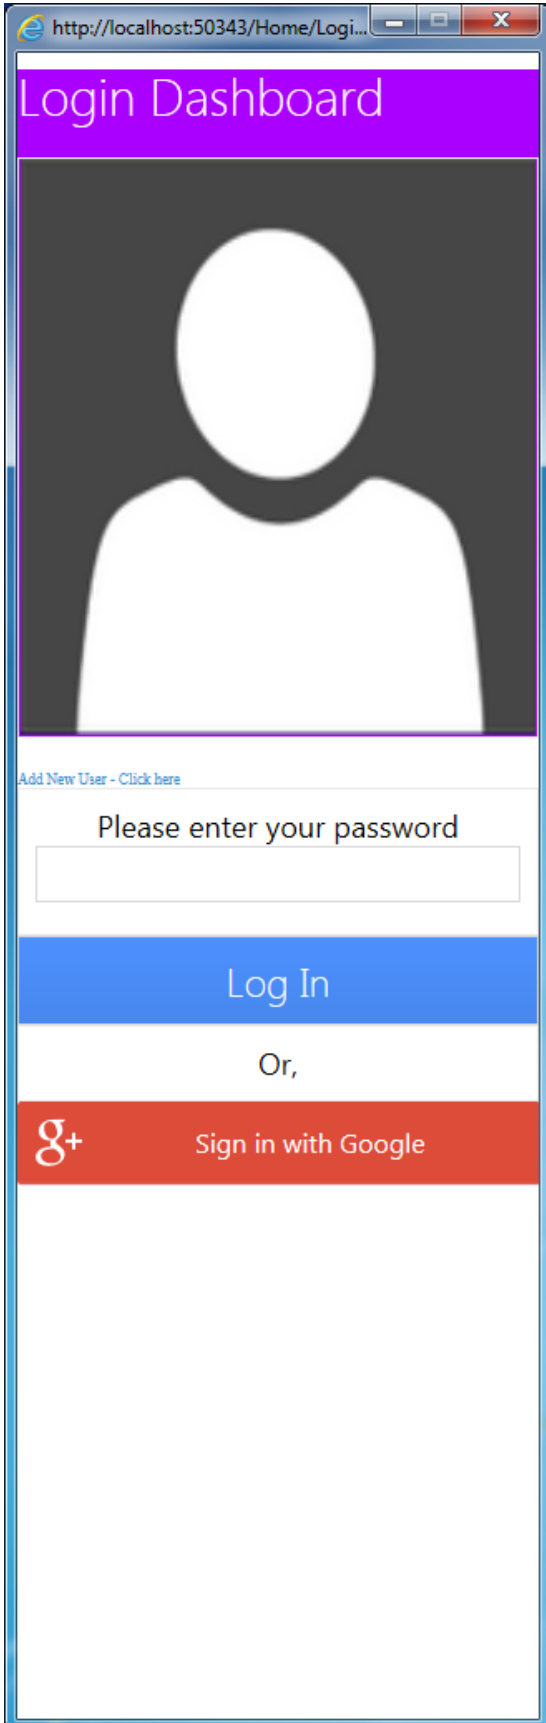 http://localhost:50343/Home/Logi...
Login Dashboard
Add New User - Click here
Please enter your password
Log In
Or,
g+
Sign in with Google